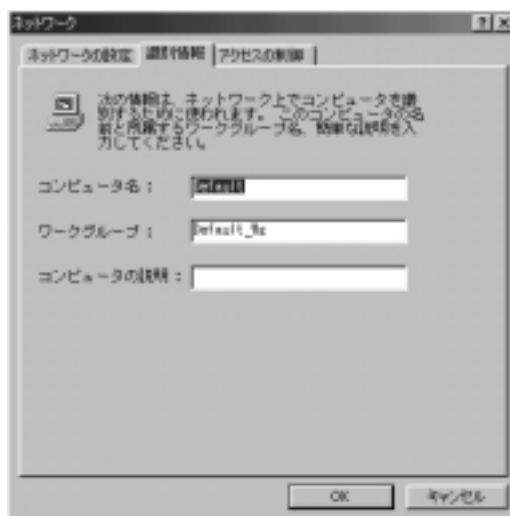 ネットワーク
ネットワークの設定 識別情報 アクセスの制御
次の情報は、ネットワーク上でコンピュータを識
別するために使われます。このコンピュータの名
前と所属するワークグループ名、簡単な説明を入
力してください。
コンピュータ名：
Default
ワークグループ：
コンピュータの説明：
OK キャンセル